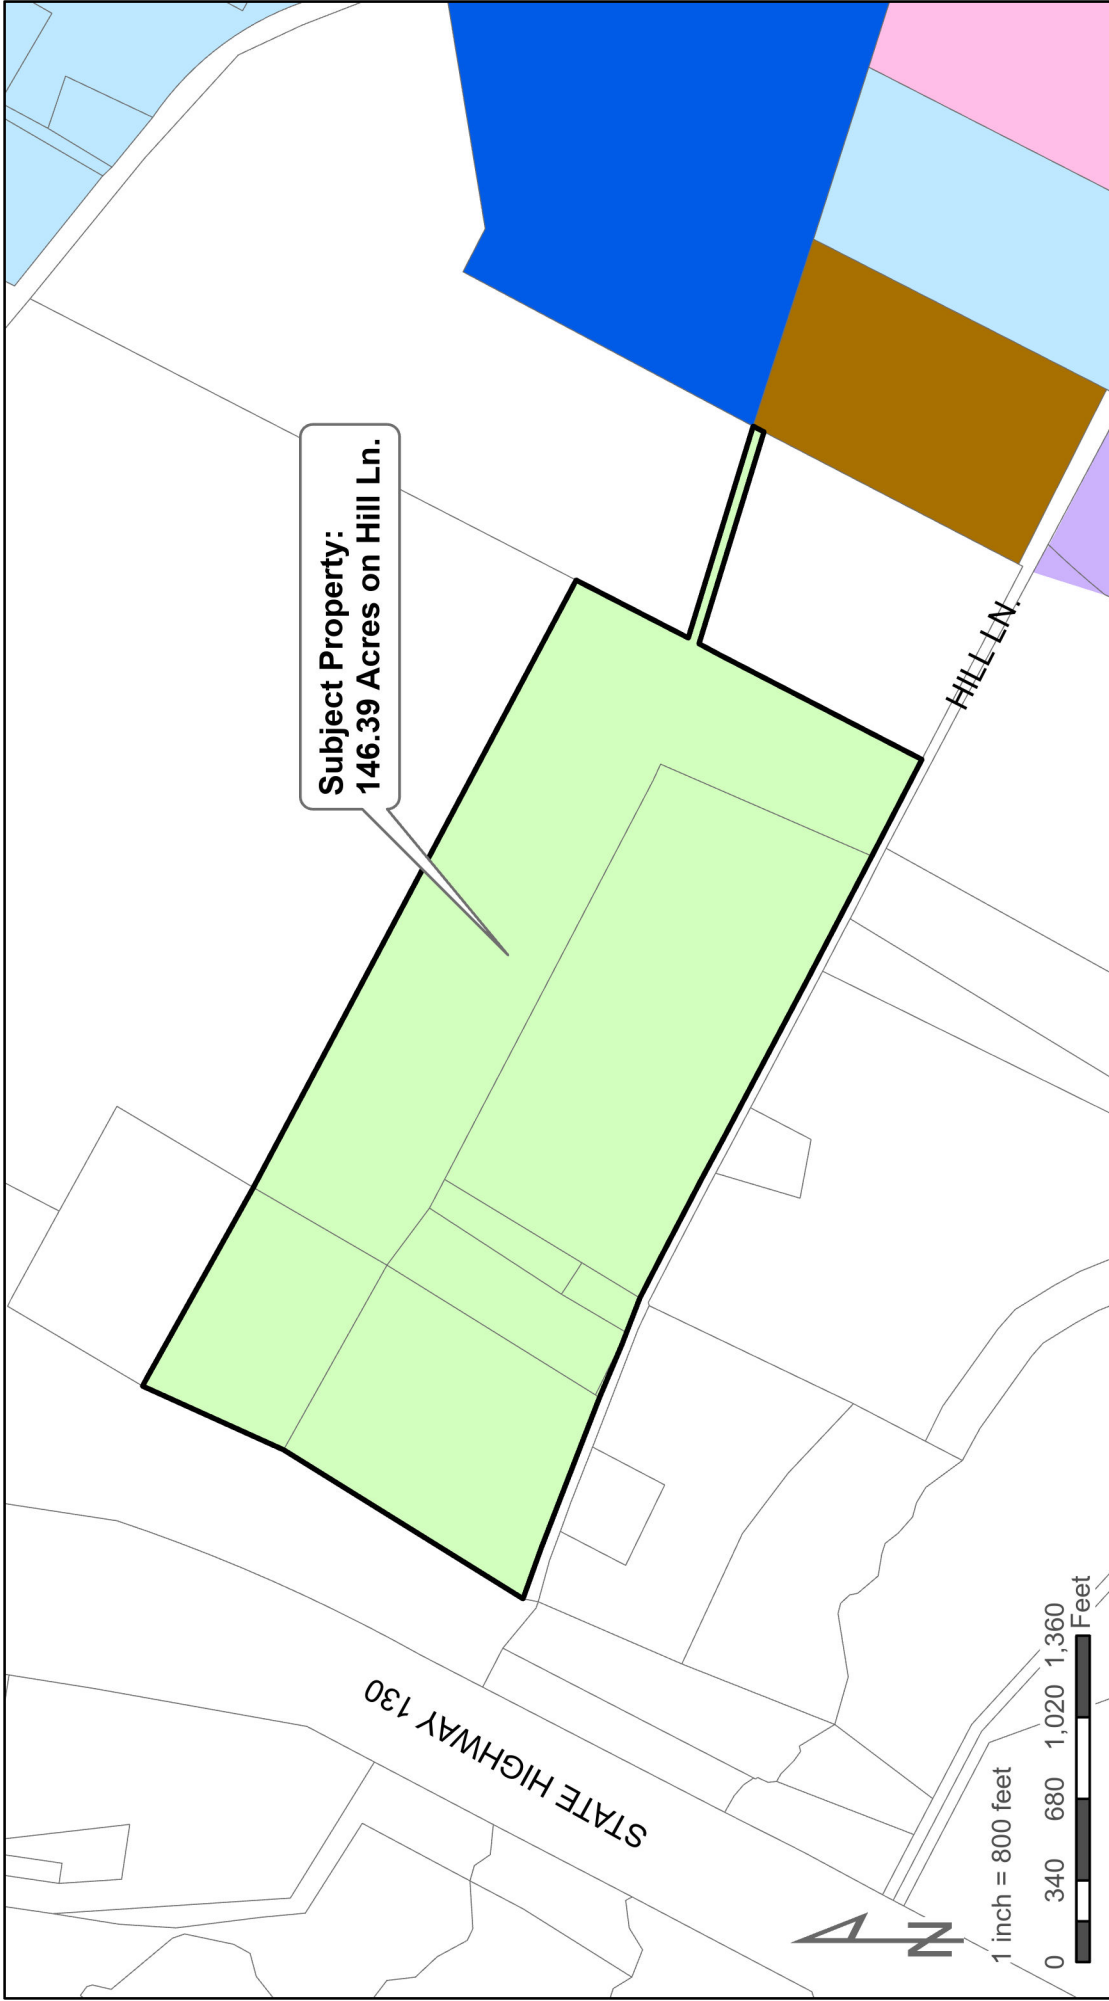 Subject Property:
146.39 Acres on Hill Ln.
HILL LN.
STATE HIGHWAY 130
N
1 inch = 800 feet
0 340 680 1,020 1,360
Feet